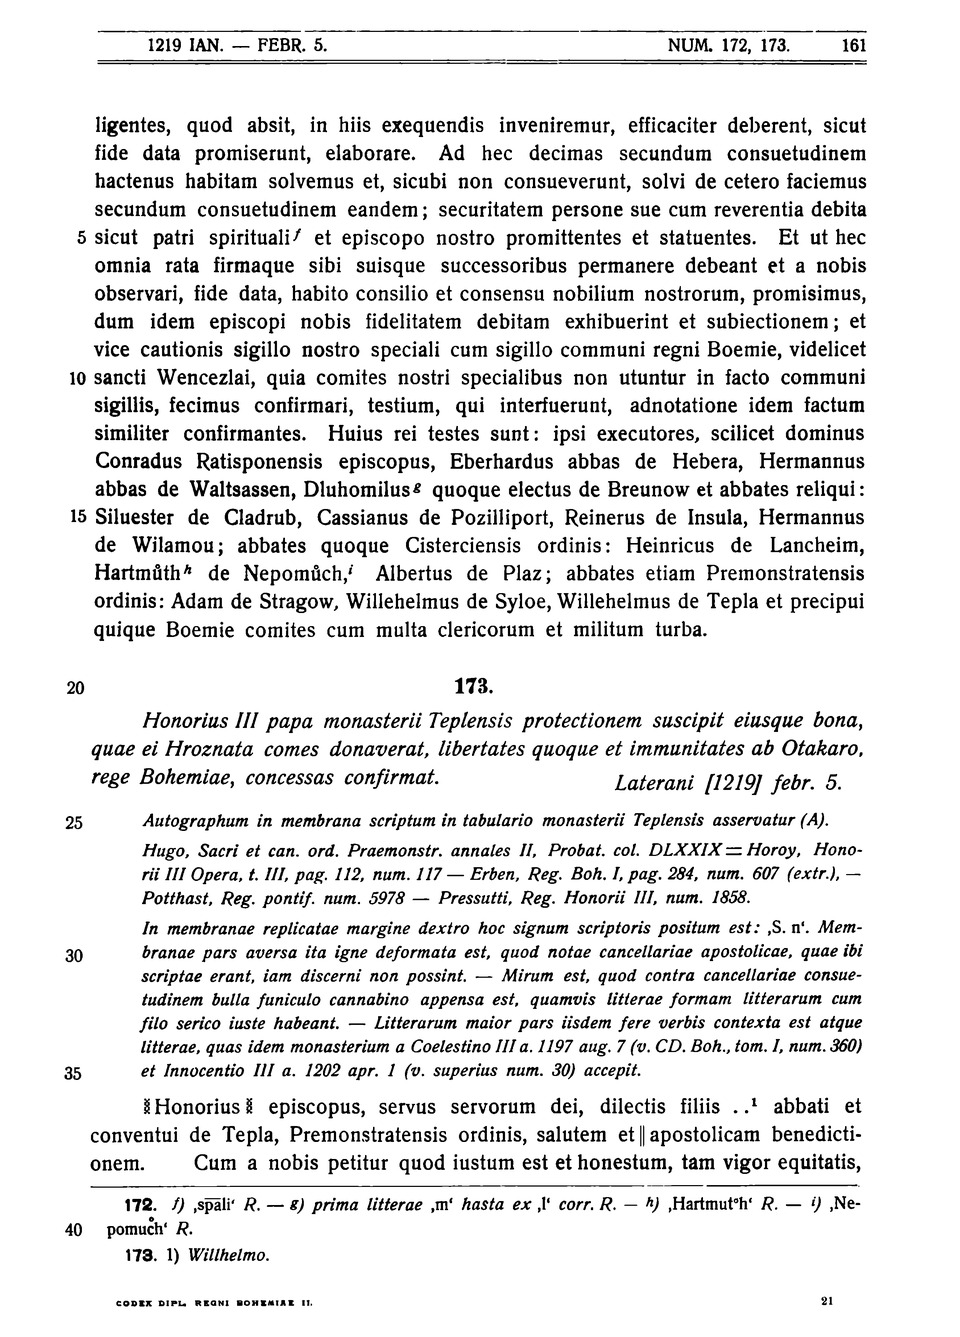 1219 IAN. — FEBR. 5. NUM. 172, 173. 161
ligentes, quod absit, in hiis exequendis inveniremur, efficaciter deberent, sicut
fide data promiserunt, elaborare. Ad hec decimas secundum consuetudinem
hactenus habitam solvemus et, sicubi non consueverunt, solvi de cetero faciemus
secundum consuetudinem eandem; securitatem persone sue cum reverentia debita
5 sicut patri spirituali f et episcopo nostro promittentes et statuentes. Et ut hec
omnia rata firmaque sibi suisque successoribus permanere debeant et a nobis
observari, fide data, habito consilio et consensu nobilium nostrorum, promisimus,
dum idem episcopi nobis fidelitatem debitam exhibuerint et subiectionem; et
vice cautionis sigillo nostro speciali cum sigillo communi regni Boemie, videlicet
10 sancti Wencezlai, quia comites nostri specialibus non utuntur in facto communi
sigillis, fecimus confirmari, testium, qui interfuerunt, adnotatione idem factum
similiter confirmantes. Huius rei testes sunt: ipsi executores, scilicet dominus
Conradus Ratisponensis episcopus, Eberhardus abbas de Hebera, Hermannus
abbas de Waltsassen, Dluhomilus g quoque electus de Breunow et abbates reliqui:
15 Siluester de Cladrub, Cassianus de Pozilliport, Reinerus de Insula, Hermannus
de Wilamou; abbates quoque Cisterciensis ordinis: Heinricus de Lancheim,
Hartmůth h de Nepomůch, i Albertus de Plaz; abbates etiam Premonstratensis
ordinis: Adam de Stragow, Willehelmus de Syloe, Willehelmus de Tepla et precipui
quique Boemie comites cum multa clericorum et militum turba.
20 173.
Honorius III papa monasterii Teplensis protectionem suscipit eiusque bona,
quae ei Hroznata comes donaverat, libertates quoque et immunitates ab Otakaro,
rege Bohemiae, concessas confirmat. Laterani [1219] febr. 5.
25 Autographum in membrana scriptum in tabulario monasterii Teplensis asservatur (A).
Hugo, Sacri et can. ord. Praemonstr. annales II, Probat. col. DLXXIX = Horoy, Hono-
rii III Opera, t. III, pag. 112, num. 117 — Erben, Reg. Boh. I, pag. 284, num. 607 (extr.), —
Potthast, Reg. pontif. num. 5978 — Pressutti, Reg. Honorii III, num. 1858.
In membranae replicatae margine dextro hoc signum scriptoris positum est: ‚S. n‘. Mem-
30 branae pars aversa ita igne deformata est, quod notae cancellariae apostolicae, quae ibi
scriptae erant, iam discerni non possint. — Mirum est, quod contra cancellariae consue-
tudinem bulla funiculo cannabino appensa est, quamvis litterae formam litterarum cum
filo serico iuste habeant. — Litterarum maior pars iisdem fere verbis contexta est atque
litterae, quas idem monasterium a Coelestino III a. 1197 aug. 7 (v. CD. Boh., tom. I, num. 360)
35 et Innocentio III a. 1202 apr. 1 (v. superius num. 30) accepit.
Honorius episcopus, servus servorum dei, dilectis filiis . .¹ abbati et
conventui de Tepla, Premonstratensis ordinis, salutem et || apostolicam benedicti-
onem. Cum a nobis petitur quod iustum est et honestum, tam vigor equitatis,
172. f) ‚sp̅a̅li‘ R. — g) prima litterae ‚m‘ hasta ex ‚l‘ corr. R. — h) ‚Hartmutᵒh‘ R. — i) ‚Ne-
40 pomuc̊h‘ R.
173. 1) Willhelmo.
CODEX DIPL. REGNI BOHEMIAE II. 21